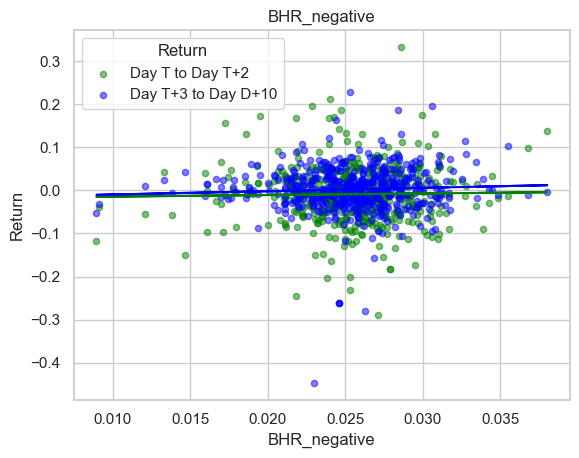 BHR_negative
Return
Day T to Day T+2
Day T+3 to Day D+10
0.3
0.2
0.1
0.0
−0.1
−0.2
−0.3
−0.4
Return
0.010
0.015
0.020
0.025
0.030
0.035
BHR_negative